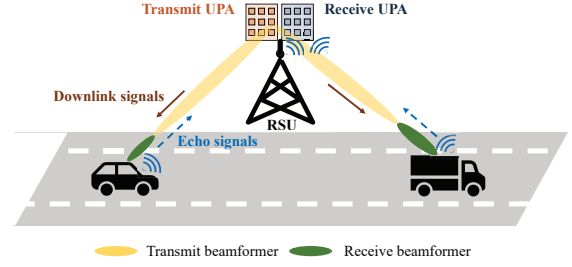 Transmit UPA
Receive UPA
Downlink signals
RSU
Echo signals
Transmit beamformer
Receive beamformer